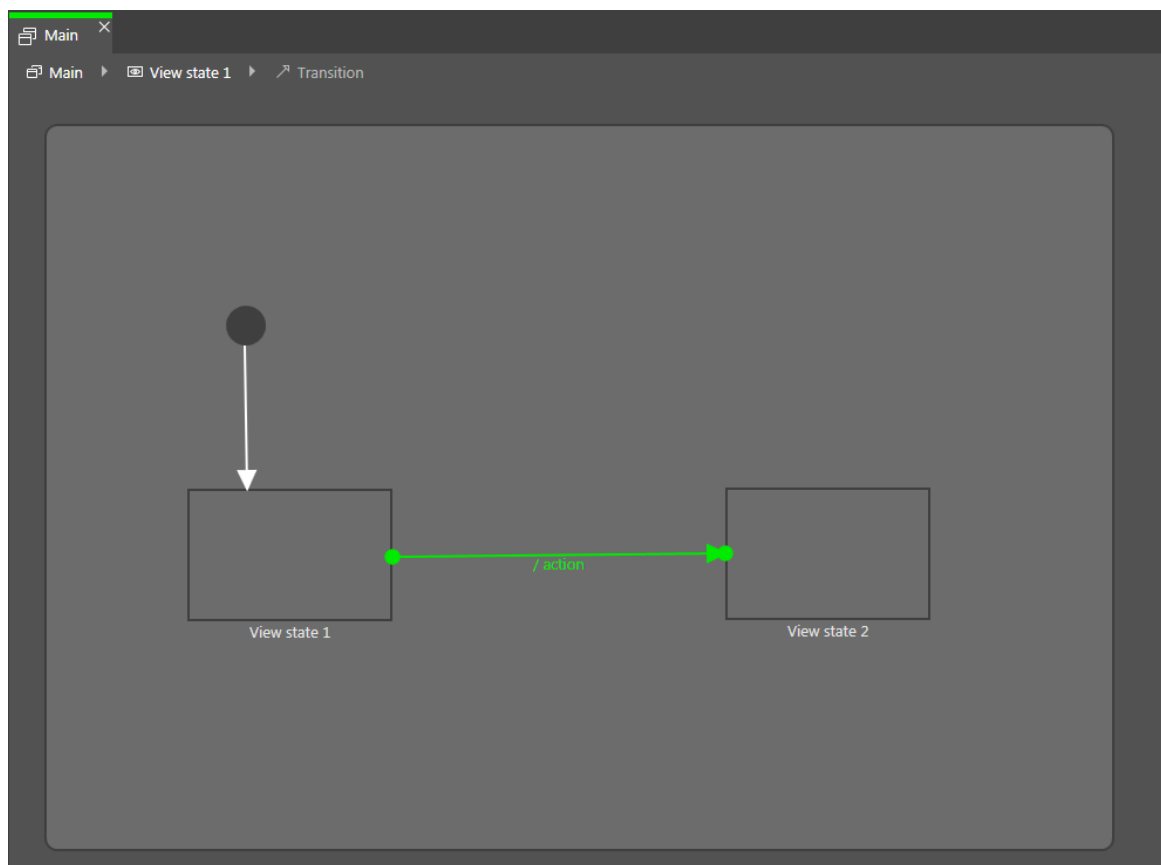 Main
Main View state 1 Transition
/ action
View state 1
View state 2